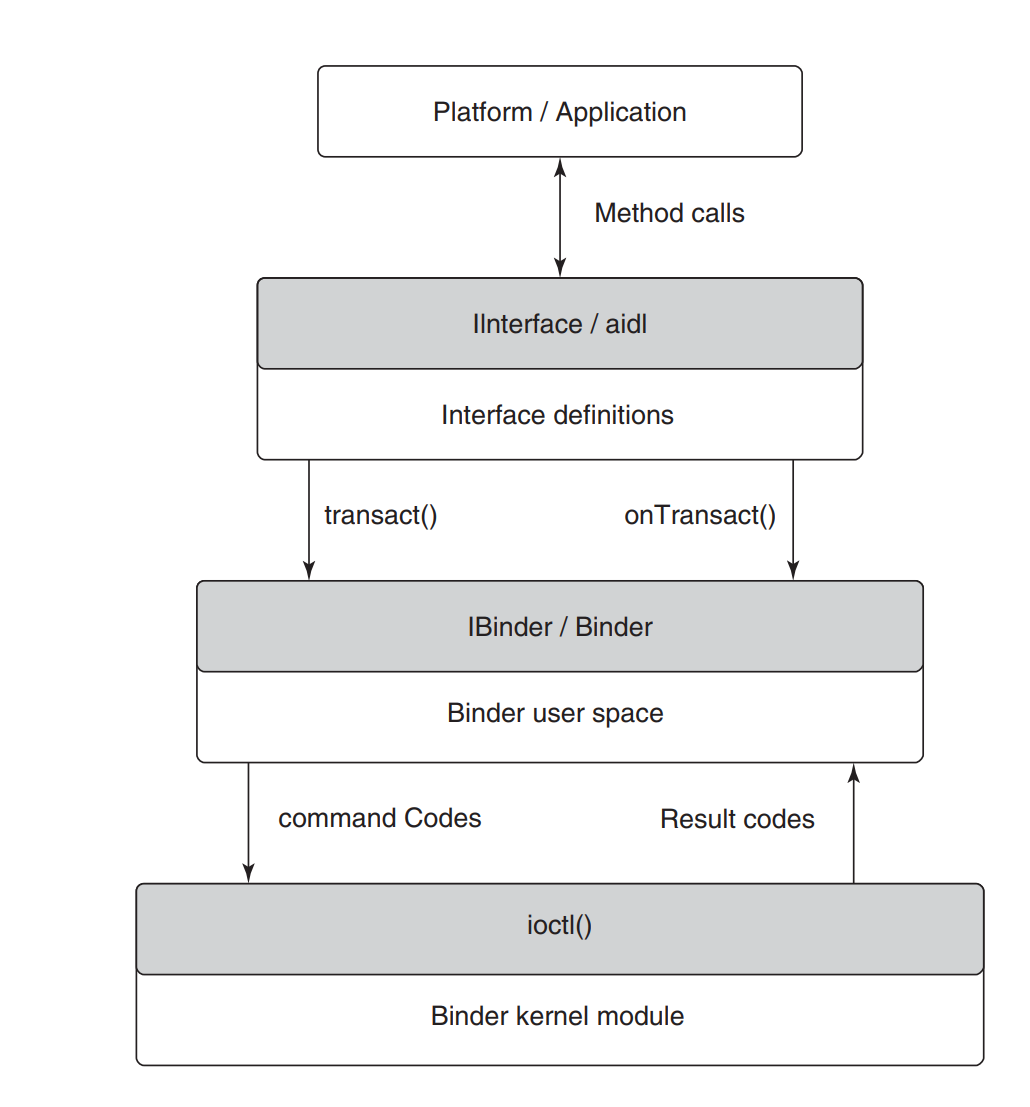 Platform / Application
Method calls
IInterface / aidl
Interface definitions
transact()
onTransact()
IBinder / Binder
Binder user space
command Codes
Result codes
ioctl()
Binder kernel module